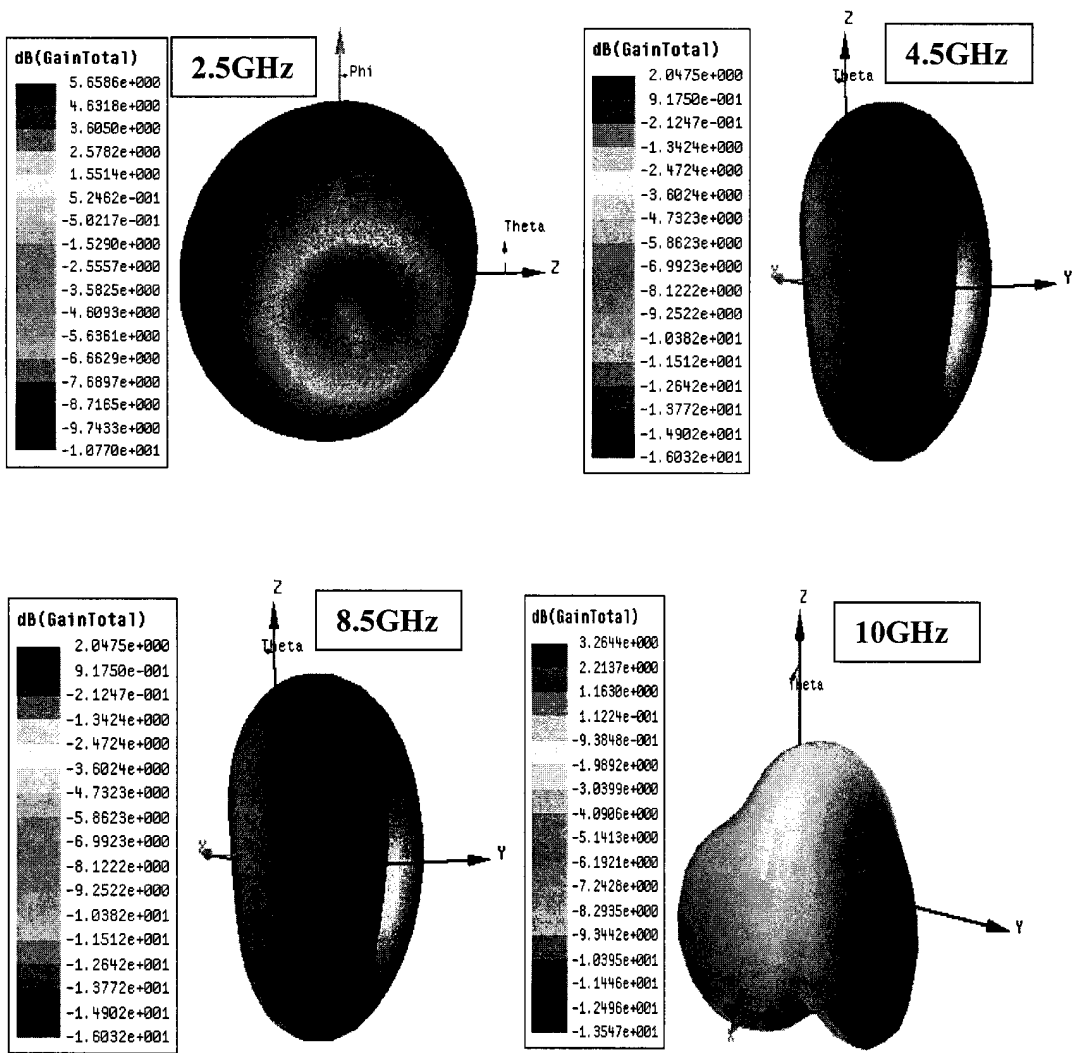 dB(GainTotal)
5.6586e+000
4.6318e+000
3.6050e+000
2.5782e+000
1.5514e+000
5.2462e-001
-5.0217e-001
-1.5290e+000
-2.5557e+000
-3.5825e+000
-4.6093e+000
-5.6361e+000
-6.6629e+000
-7.6897e+000
-8.7165e+000
-9.7433e+000
-1.0770e+001
2.5GHz
Phi
Theta
Z
dB(GainTotal)
2.0475e+000
9.1750e-001
-2.1247e-001
-1.3424e+000
-2.4724e+000
-3.6024e+000
-4.7323e+000
-5.8623e+000
-6.9923e+000
-8.1222e+000
-9.2522e+000
-1.0382e+001
-1.1512e+001
-1.2642e+001
-1.3772e+001
-1.4902e+001
-1.6032e+001
Z
Theta
4.5GHz
X
Y
dB(GainTotal)
2.0475e+000
9.1750e-001
-2.1247e-001
-1.3424e+000
-2.4724e+000
-3.6024e+000
-4.7323e+000
-5.8623e+000
-6.9923e+000
-8.1222e+000
-9.2522e+000
-1.0382e+001
-1.1512e+001
-1.2642e+001
-1.3772e+001
-1.4902e+001
-1.6032e+001
Z
Theta
8.5GHz
X
Y
dB(GainTotal)
3.2644e+000
2.2137e+000
1.1630e+000
1.1224e-001
-9.3848e-001
-1.9892e+000
-3.0399e+000
-4.0906e+000
-5.1413e+000
-6.1921e+000
-7.2428e+000
-8.2935e+000
-9.3442e+000
-1.0395e+001
-1.1446e+001
-1.2496e+001
-1.3547e+001
Z
Theta
10GHz
Y
X